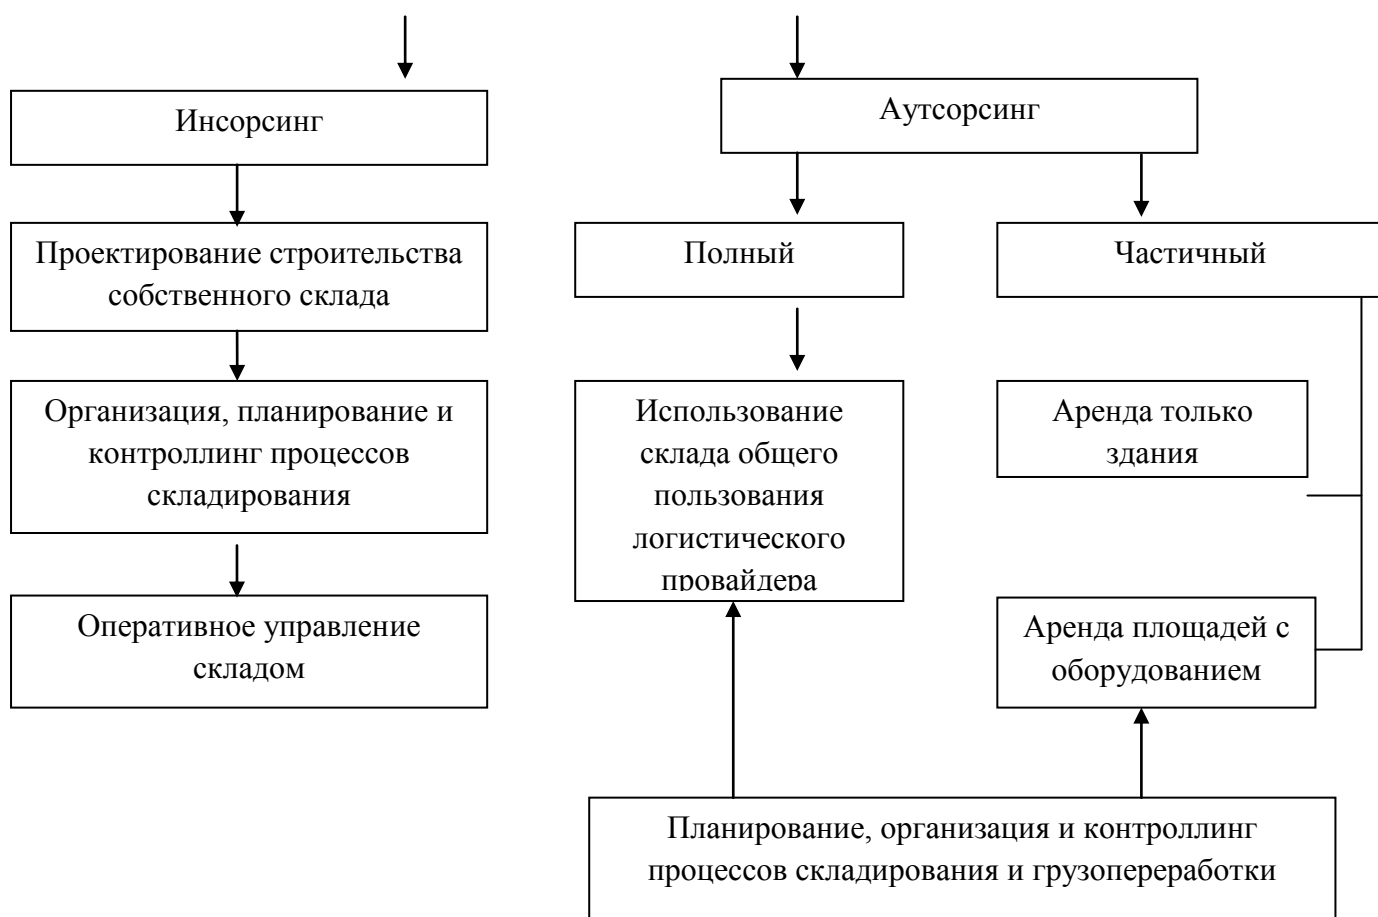 Инсорсинг
Аутсорсинг
Проектирование строительства
собственного склада
Полный
Частичный
Организация, планирование и
контроллинг процессов
складирования
Использование
склада общего
пользования
логистического
провайдера
Аренда только
здания
Оперативное управление
складом
Аренда площадей с
оборудованием
Планирование, организация и контроллинг
процессов складирования и грузопереработки